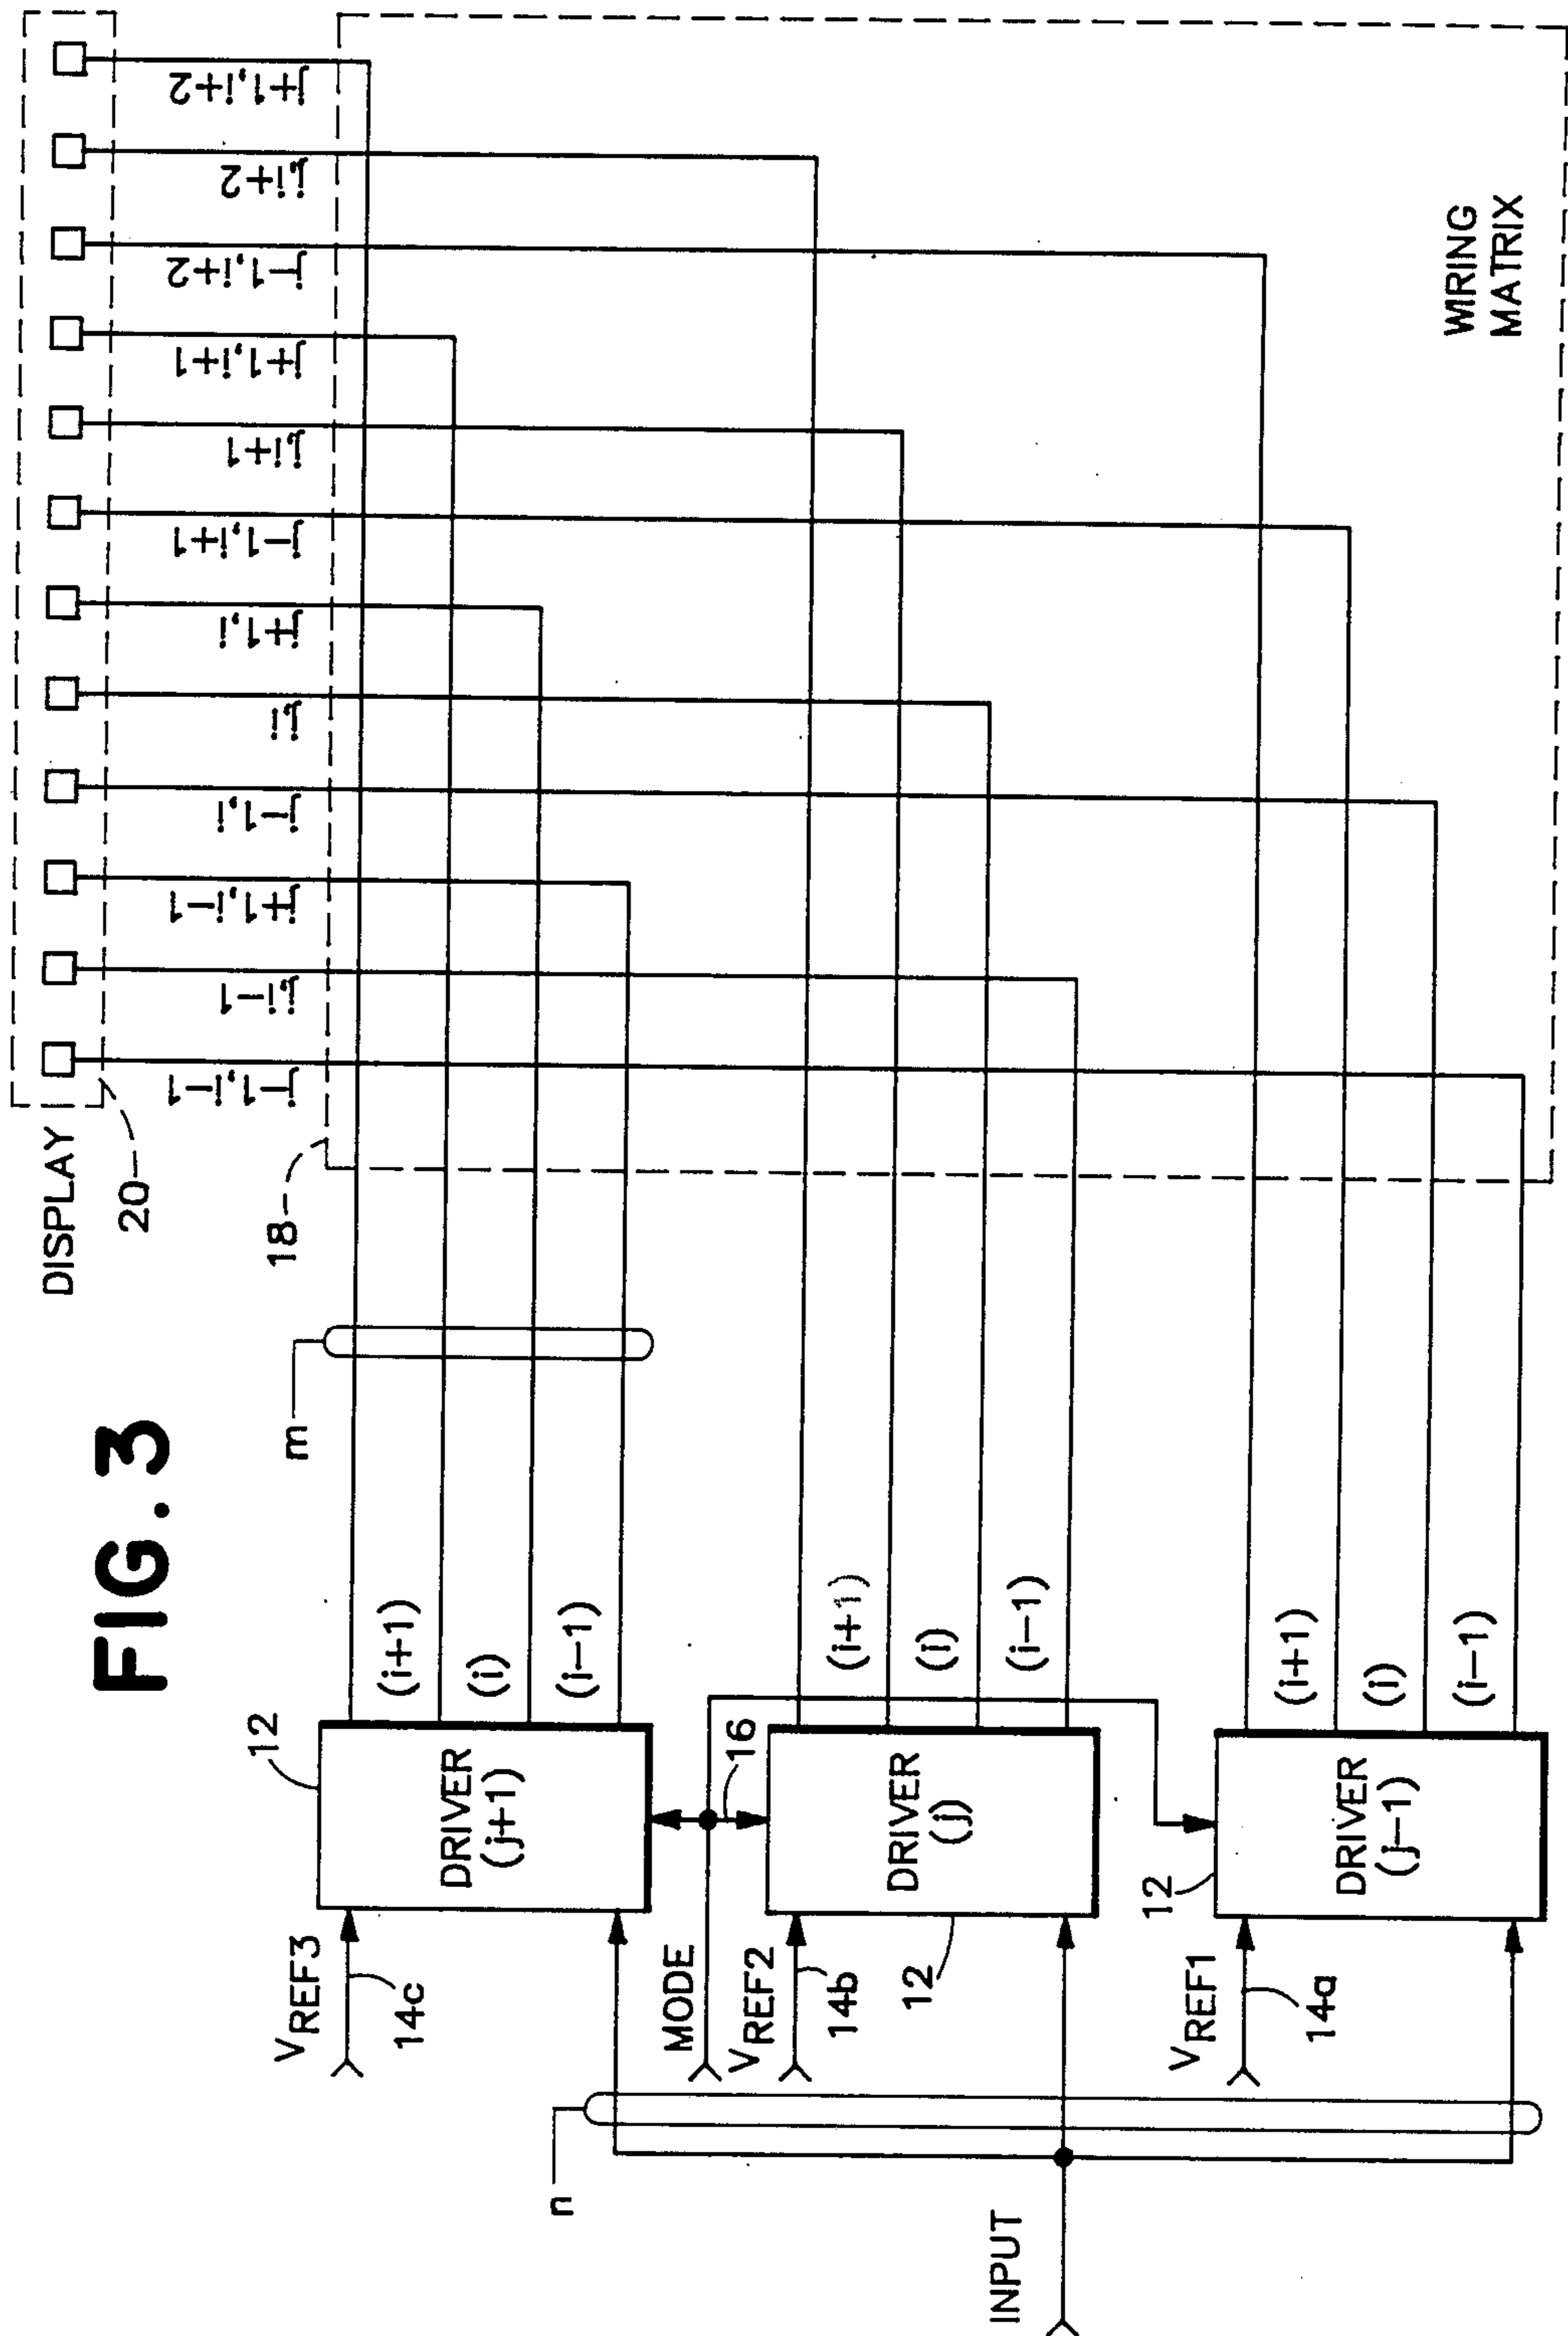 FIG. 3
DISPLAY
20
18
m
j-1,i-1
j,i-1
j+1,i-1
j-1,i
j,i
j+1,i
j-1,i+1
j,i+1
j+1,i+1
j-1,i+2
j,i+2
j+1,i+2
WIRING
MATRIX
VREF3
14c
12
DRIVER
(j+1)
(i+1)
(i)
(i-1)
MODE
16
VREF2
14b
12
DRIVER
(j)
(i+1)
(i)
(i-1)
VREF1
14a
12
DRIVER
(j-1)
(i+1)
(i)
(i-1)
n
INPUT